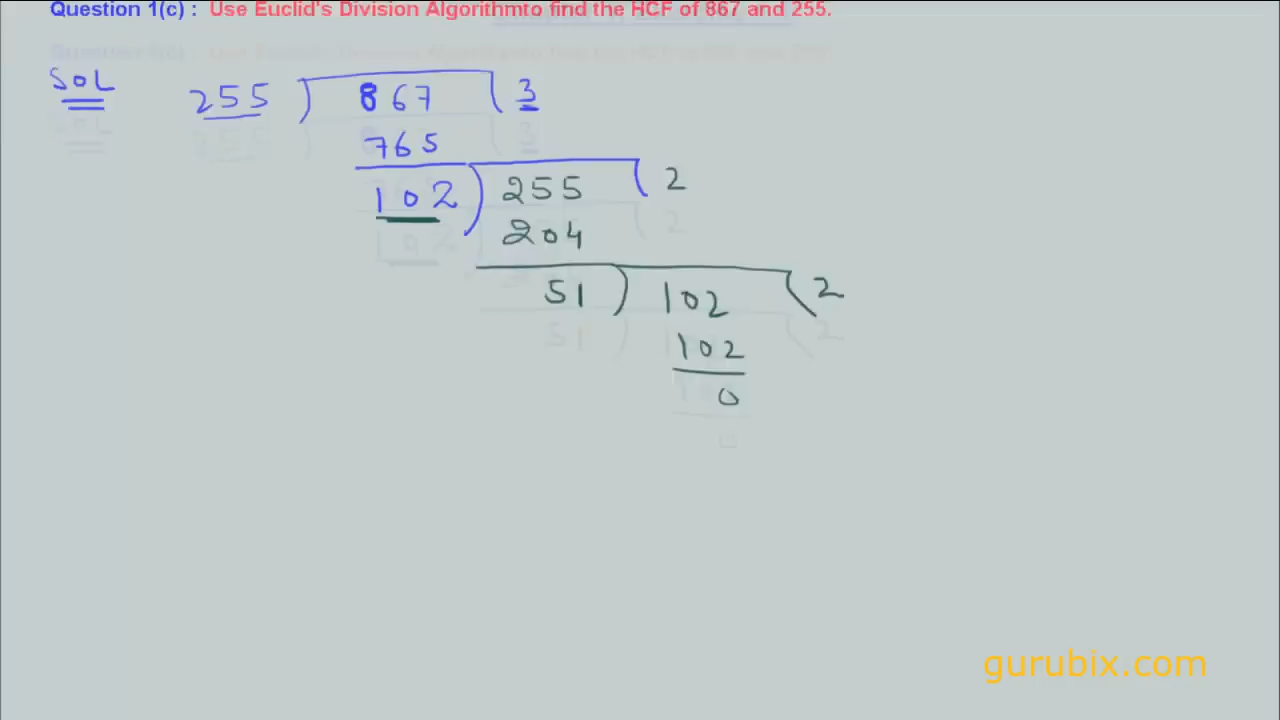 Question 1(c) : Use Euclid's Division Algorithmto find the HCF of 867 and 255.
SOL 255 ) 867 ( 3
765
102 ) 255 ( 2
204
51 ) 102 ( 2
102
0
gurubix.com